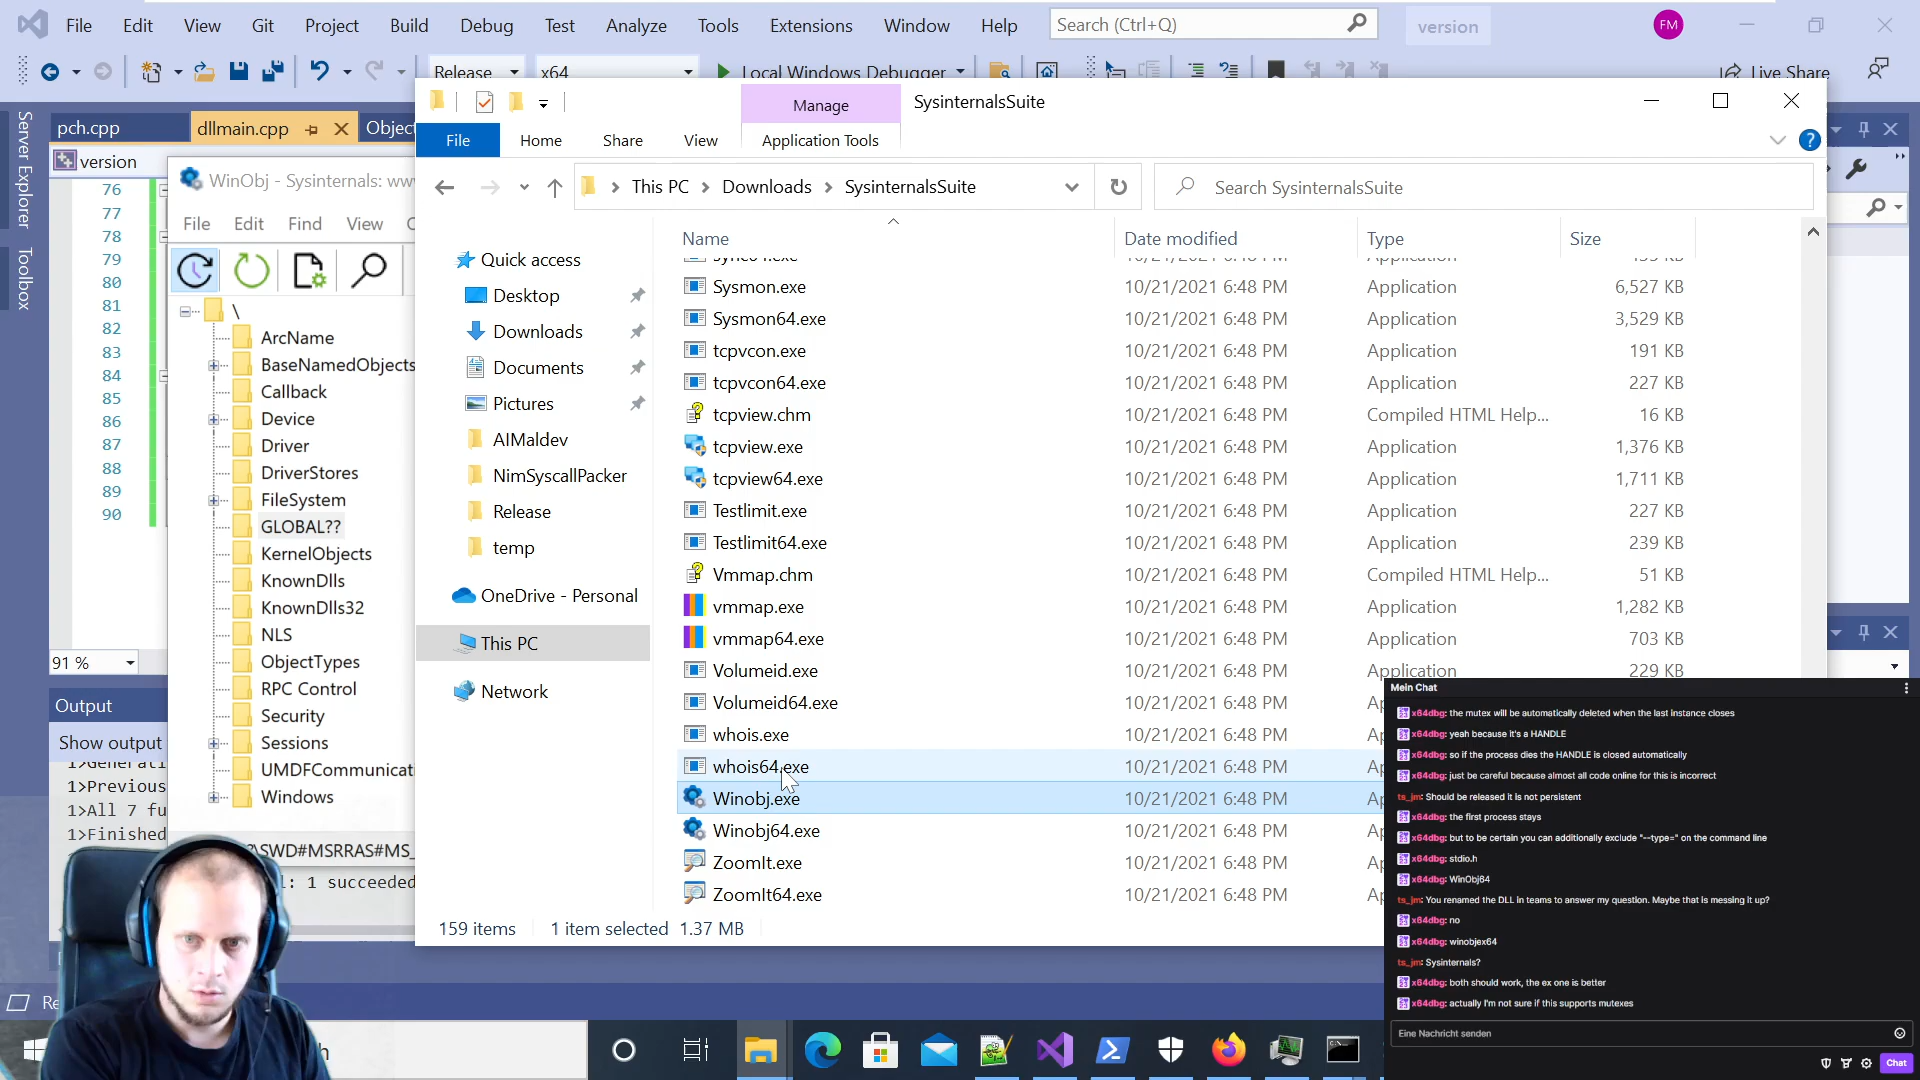 File Edit View Git Project Build Debug Test Analyze Tools Extensions Window Help
Search (Ctrl+Q)
version
FM
Release
x64
Local Windows Debugger
Live Share
Server Explorer
Toolbox
pch.cpp
dllmain.cpp
Object
version
76
77
78
79
80
81
82
83
84
85
86
87
88
89
90
91 %
Output
Show output
1>Previous
1>All 7 fu
1>Finished
: 1 succeeded
WinObj - Sysinternals: www
File Edit Find View
\
ArcName
BaseNamedObjects
Callback
Device
Driver
DriverStores
FileSystem
GLOBAL??
KernelObjects
KnownDlls
KnownDlls32
NLS
ObjectTypes
RPC Control
Security
Sessions
UMDFCommunicat
Windows
\SWD#MSRRAS#MS_
Manage
SysinternalsSuite
File Home Share View Application Tools
This PC > Downloads > SysinternalsSuite
Search SysinternalsSuite
Quick access
Desktop
Downloads
Documents
Pictures
AIMaldev
NimSyscallPacker
Release
temp
OneDrive - Personal
This PC
Network
Name Date modified Type Size
Sysmon.exe 10/21/2021 6:48 PM Application 6,527 KB
Sysmon64.exe 10/21/2021 6:48 PM Application 3,529 KB
tcpvcon.exe 10/21/2021 6:48 PM Application 191 KB
tcpvcon64.exe 10/21/2021 6:48 PM Application 227 KB
tcpview.chm 10/21/2021 6:48 PM Compiled HTML Help... 16 KB
tcpview.exe 10/21/2021 6:48 PM Application 1,376 KB
tcpview64.exe 10/21/2021 6:48 PM Application 1,711 KB
Testlimit.exe 10/21/2021 6:48 PM Application 227 KB
Testlimit64.exe 10/21/2021 6:48 PM Application 239 KB
Vmmap.chm 10/21/2021 6:48 PM Compiled HTML Help... 51 KB
vmmap.exe 10/21/2021 6:48 PM Application 1,282 KB
vmmap64.exe 10/21/2021 6:48 PM Application 703 KB
Volumeid.exe 10/21/2021 6:48 PM Application 229 KB
Volumeid64.exe 10/21/2021 6:48 PM
whois.exe 10/21/2021 6:48 PM
whois64.exe 10/21/2021 6:48 PM
Winobj.exe 10/21/2021 6:48 PM
Winobj64.exe 10/21/2021 6:48 PM
ZoomIt.exe 10/21/2021 6:48 PM
ZoomIt64.exe 10/21/2021 6:48 PM
159 items 1 item selected 1.37 MB
Mein Chat
x64dbg: the mutex will be automatically deleted when the last instance closes
x64dbg: yeah because it's a HANDLE
x64dbg: so if the process dies the HANDLE is closed automatically
x64dbg: just be careful because almost all code online for this is incorrect
ts_jm: Should be released it is not persistent
x64dbg: the first process stays
x64dbg: but to be certain you can additionally exclude "--type=" on the command line
x64dbg: stdio.h
x64dbg: WinObj64
ts_jm: You renamed the DLL in teams to answer my question. Maybe that is messing it up?
x64dbg: no
x64dbg: winobjex64
ts_jm: Sysinternals?
x64dbg: both should work, the ex one is better
x64dbg: actually I'm not sure if this supports mutexes
Eine Nachricht senden
Chat